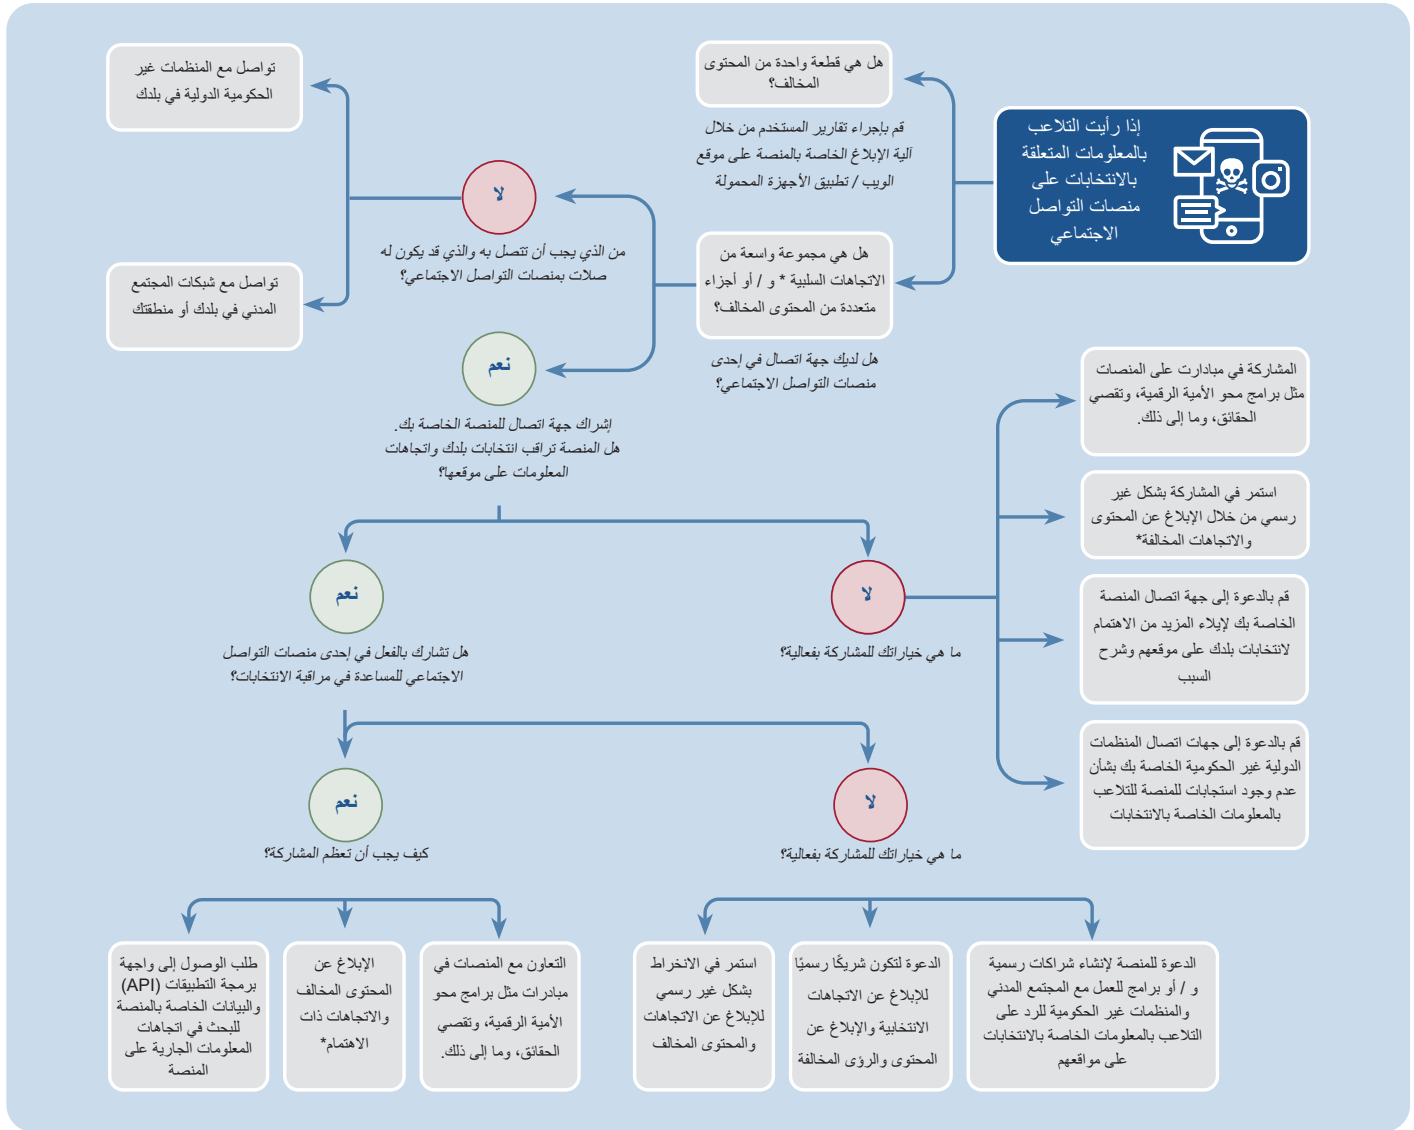 إذا رأيت التلاعب
بالمعلومات المتعلقة
بالانتخابات على
منصات التواصل
الاجتماعي
هل هي قطعة واحدة من المحتوى
المخالف؟
قم بإجراء تقارير المستخدم من خلال
آلية الإبلاغ الخاصة بالمنصة على موقع
الويب / تطبيق الأجهزة المحمولة
هل هي مجموعة واسعة من
الاتجاهات السلبية * و / أو أجزاء
متعددة من المحتوى المخالف؟
هل لديك جهة اتصال في إحدى
منصات التواصل الاجتماعي؟
لا
من الذي يجب أن تتصل به والذي قد يكون له
صلات بمنصات التواصل الاجتماعي؟
تواصل مع المنظمات غير
الحكومية الدولية في بلدك
تواصل مع شبكات المجتمع
المدني في بلدك أو منطقتك
نعم
إشراك جهة اتصال للمنصة الخاصة بك.
هل المنصة تراقب انتخابات بلدك واتجاهات
المعلومات على موقعها؟
لا
ما هي خياراتك للمشاركة بفعالية؟
المشاركة في مبادارت على المنصات
مثل برامج محو الأمية الرقمية، وتقصي
الحقائق، وما إلى ذلك.
استمر في المشاركة بشكل غير
رسمي من خلال الإبلاغ عن المحتوى
والاتجاهات المخالفة*
قم بالدعوة إلى جهة اتصال المنصة
الخاصة بك لإيلاء المزيد من الاهتمام
لانتخابات بلدك على موقعهم وشرح
السبب
قم بالدعوة إلى جهات اتصال المنظمات
الدولية غير الحكومية الخاصة بك بشأن
عدم وجود استجابات للمنصة للتلاعب
بالمعلومات الخاصة بالانتخابات
نعم
هل تشارك بالفعل في إحدى منصات التواصل
الاجتماعي للمساعدة في مراقبة الانتخابات؟
لا
ما هي خياراتك للمشاركة بفعالية؟
الدعوة للمنصة لإنشاء شراكات رسمية
و / أو برامج للعمل مع المجتمع المدني
والمنظمات غير الحكومية للرد على
التلاعب بالمعلومات الخاصة بالانتخابات
على مواقعهم
الدعوة لتكون شريكًا رسميًا
للإبلاغ عن الاتجاهات
الانتخابية والإبلاغ عن
المحتوى والرؤى المخالفة
استمر في الانخراط
بشكل غير رسمي
للإبلاغ عن الاتجاهات
والمحتوى المخالف
نعم
كيف يجب أن تعظم المشاركة؟
التعاون مع المنصات في
مبادرات مثل برامج محو
الأمية الرقمية، وتقصي
الحقائق، وما إلى ذلك.
الإبلاغ عن
المحتوى المخالف
والاتجاهات ذات
الاهتمام*
طلب الوصول إلى واجهة
برمجة التطبيقات (API)
والبيانات الخاصة بالمنصة
للبحث في اتجاهات
المعلومات الجارية على
المنصة